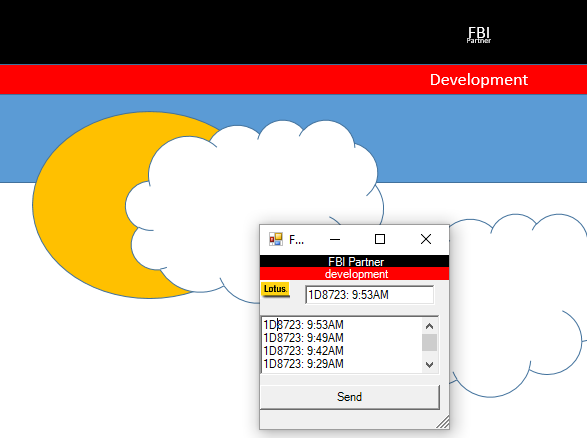 FBI
Partner
Development
F...
FBI Partner
development
Lotus.
1D8723: 9:53AM
1D8723: 9:53AM
1D8723: 9:49AM
1D8723: 9:42AM
1D8723: 9:29AM
Send